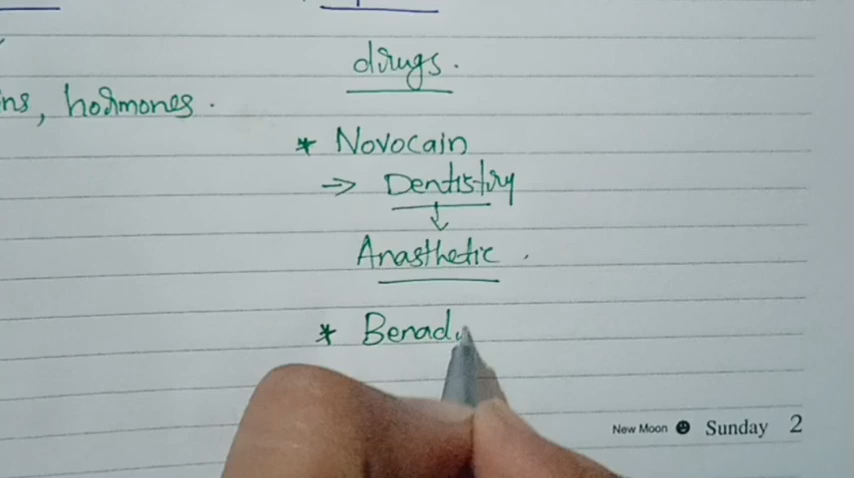 drugs.
ns, hormones.
* Novocain
→ Dentistry
↓
Anasthetic.
* Benad
New Moon Sunday 2